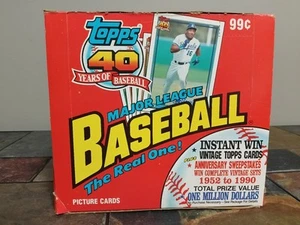 Topps
99¢
40
YEARS OF BASEBALL
MAJOR LEAGUE
BASEBALL
The Real One!
PICTURE CARDS
INSTANT WIN
VINTAGE TOPPS CARDS
ANNIVERSARY SWEEPSTAKES
WIN COMPLETE VINTAGE SETS
1952 to 1990
TOTAL PRIZE VALUE
ONE MILLION DOLLARS